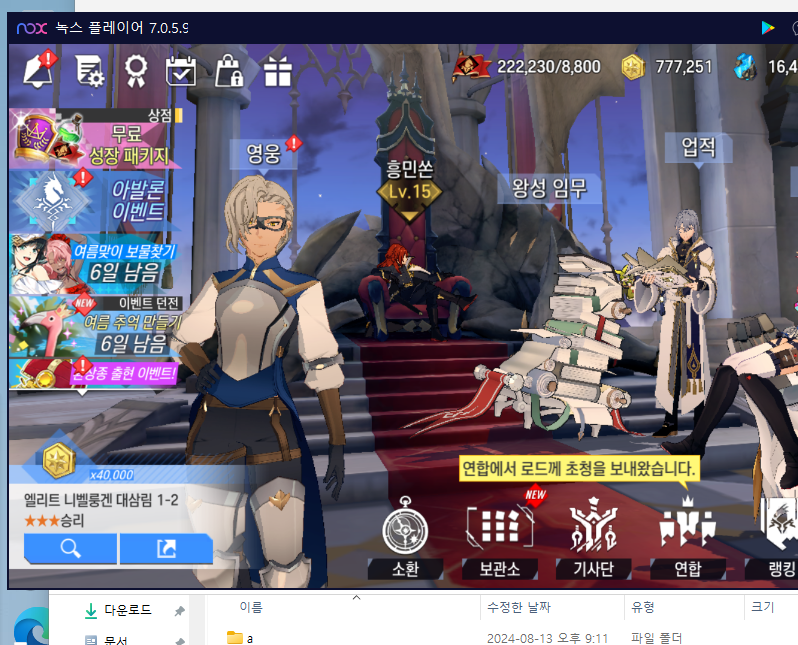 nox 녹스 플레이어 7.0.5.9
222,230/8,800
777,251
16,4
상점
무료
성장 패키지
영웅
흥민쏜
Lv.15
업적
왕성 임무
아발론
이벤트
여름맞이 보물찾기
6일 남음
NEW
이벤트 던전
여름 추억 만들기
6일 남음
출현 이벤트!
x40,000
엘리트 니벨룽겐 대삼림 1-2
★★★승리
연합에서 로드께 초청을 보내왔습니다.
NEW
소환
보관소
기사단
연합
랭킹
다운로드
이름
수정한 날짜
유형
크기
문서
a
2024-08-13 오후 9:11
파일 폴더